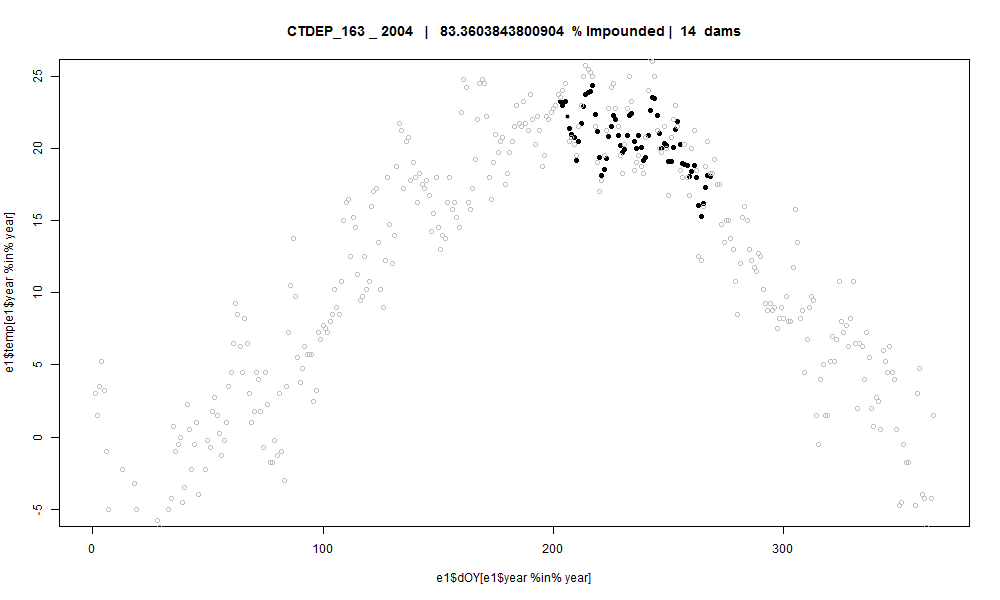 CTDEP_163 _ 2004 | 83.3603843800904 % Impounded | 14 dams
e1$temp[e1$year %in% year]
25
20
15
10
5
0
-5
0 100 200 300
e1$dOY[e1$year %in% year]